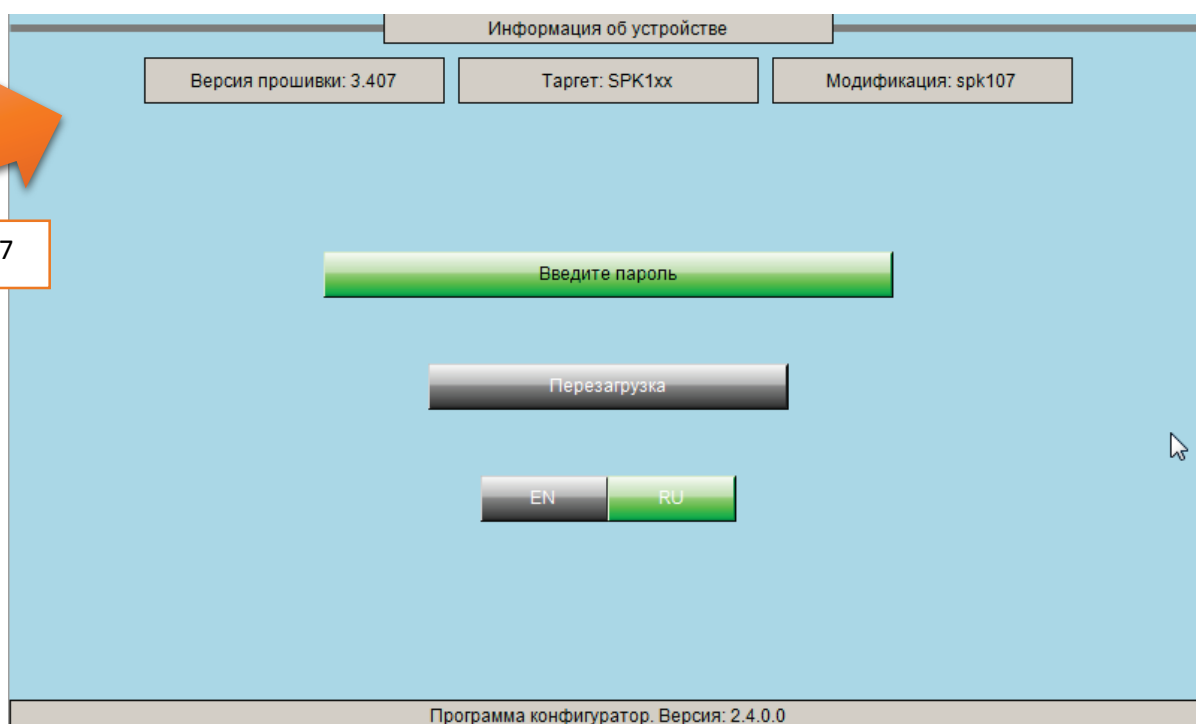 Информация об устройстве
Версия прошивки: 3.407
Таргет: SPK1xx
Модификация: spk107
7
Введите пароль
Перезагрузка
EN
RU
Программа конфигуратор. Версия: 2.4.0.0